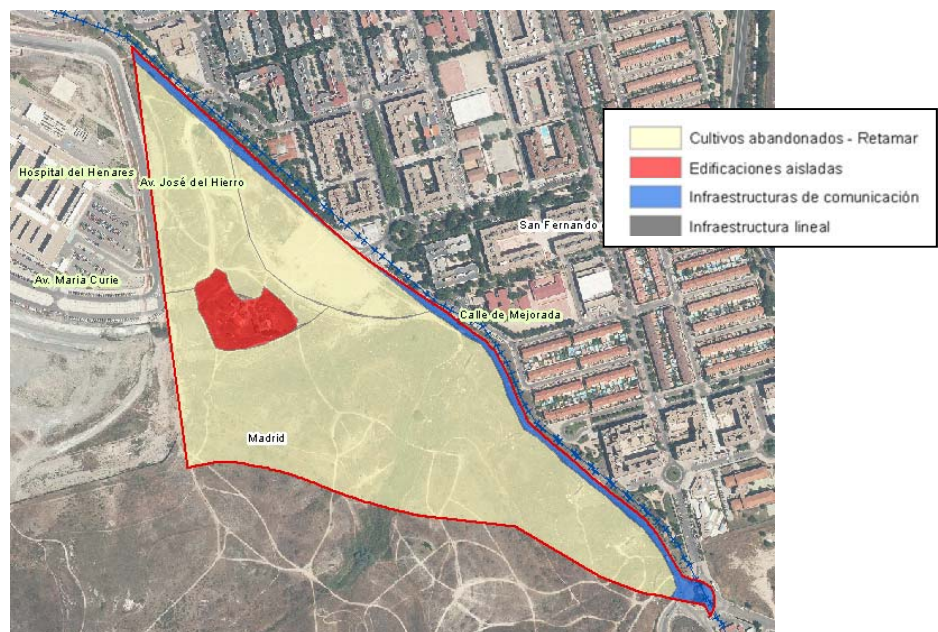 Cultivos abandonados - Retamar
Edificaciones aisladas
Infraestructuras de comunicación
Infraestructura lineal
Hospital del Henares
Av. José del Hierro
San Fernando
Av. María Curie
Calle de Mejorada
Madrid